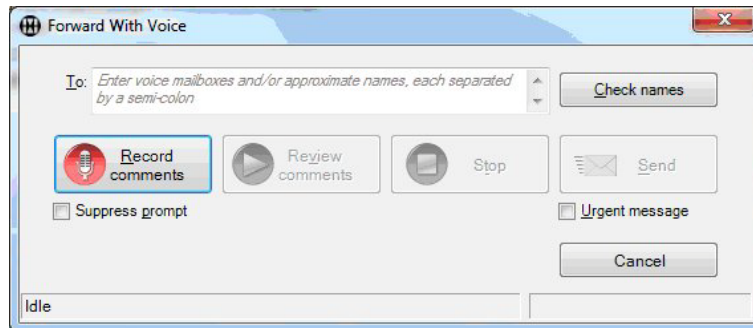 Forward With Voice
To: Enter voice mailboxes and/or approximate names, each separated
by a semi-colon
Check names
Record
comments
Review
comments
Stop
Send
Suppress prompt
Urgent message
Cancel
Idle